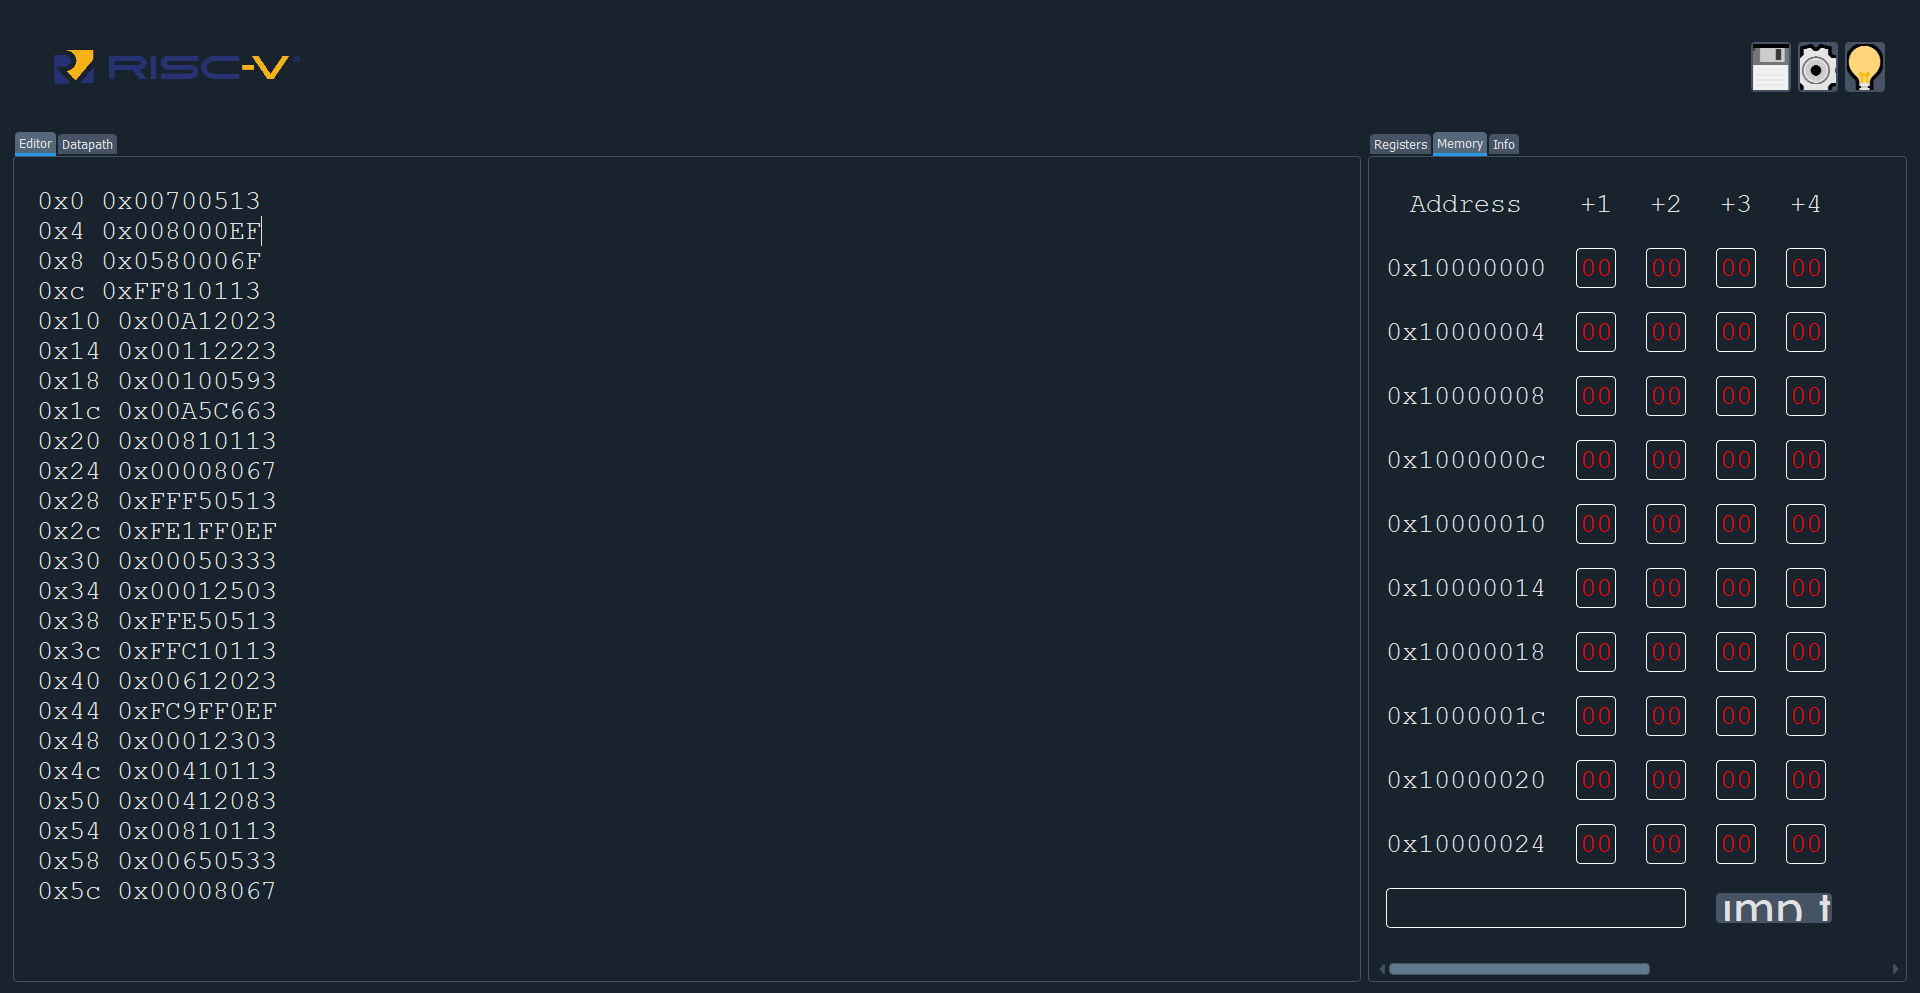 RISC-V
Editor Datapath
0x0 0x00700513
0x4 0x008000EF
0x8 0x0580006F
0xc 0xFF810113
0x10 0x00A12023
0x14 0x00112223
0x18 0x00100593
0x1c 0x00A5C663
0x20 0x00810113
0x24 0x00008067
0x28 0xFFF50513
0x2c 0xFE1FF0EF
0x30 0x00050333
0x34 0x00012503
0x38 0xFFE50513
0x3c 0xFFC10113
0x40 0x00612023
0x44 0xFC9FF0EF
0x48 0x00012303
0x4c 0x00410113
0x50 0x00412083
0x54 0x00810113
0x58 0x00650533
0x5c 0x00008067
Registers Memory Info
Address +1 +2 +3 +4
0x10000000 00 00 00 00
0x10000004 00 00 00 00
0x10000008 00 00 00 00
0x1000000c 00 00 00 00
0x10000010 00 00 00 00
0x10000014 00 00 00 00
0x10000018 00 00 00 00
0x1000001c 00 00 00 00
0x10000020 00 00 00 00
0x10000024 00 00 00 00